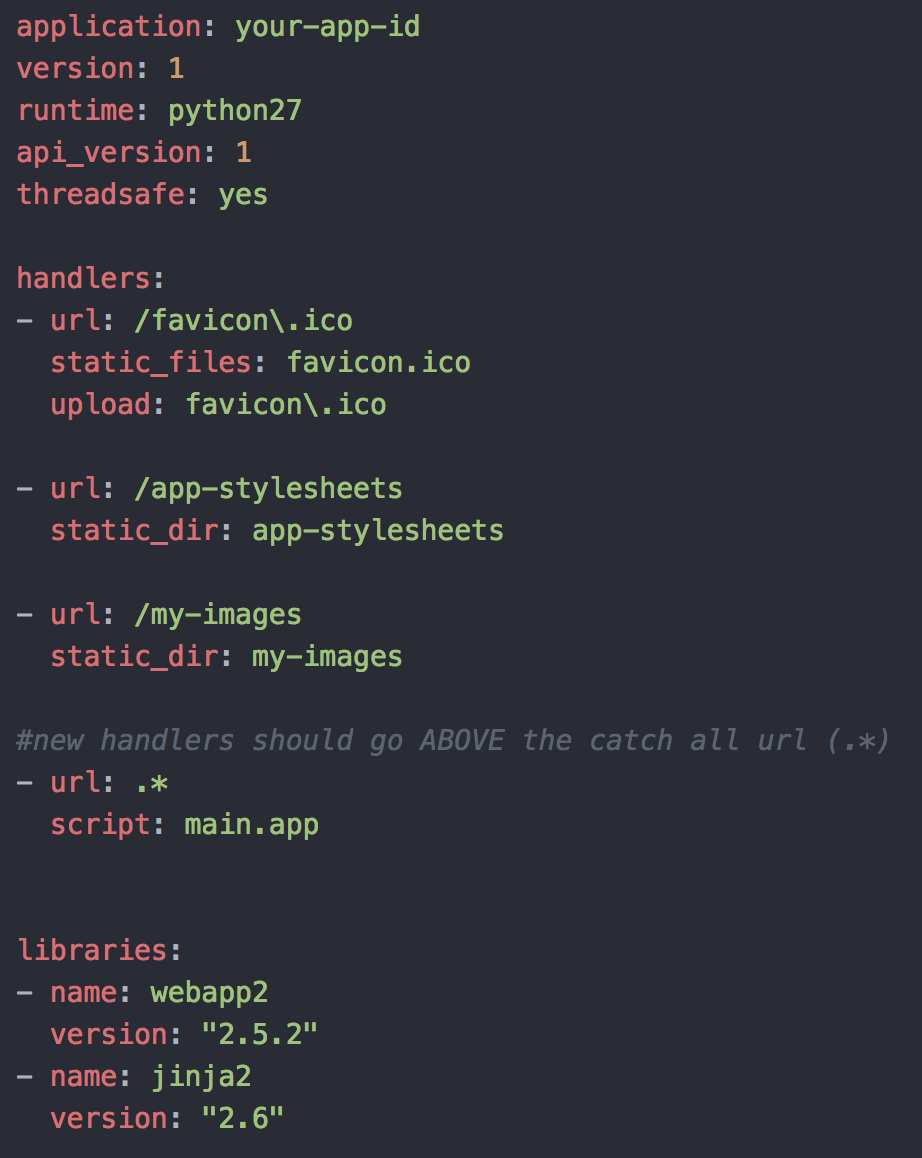 application: your-app-id
version: 1
runtime: python27
api_version: 1
threadsafe: yes
handlers:
- url: /favicon\.ico
  static_files: favicon.ico
  upload: favicon\.ico
- url: /app-stylesheets
  static_dir: app-stylesheets
- url: /my-images
  static_dir: my-images
#new handlers should go ABOVE the catch all url (.*)
- url: .*
  script: main.app
libraries:
- name: webapp2
  version: "2.5.2"
- name: jinja2
  version: "2.6"